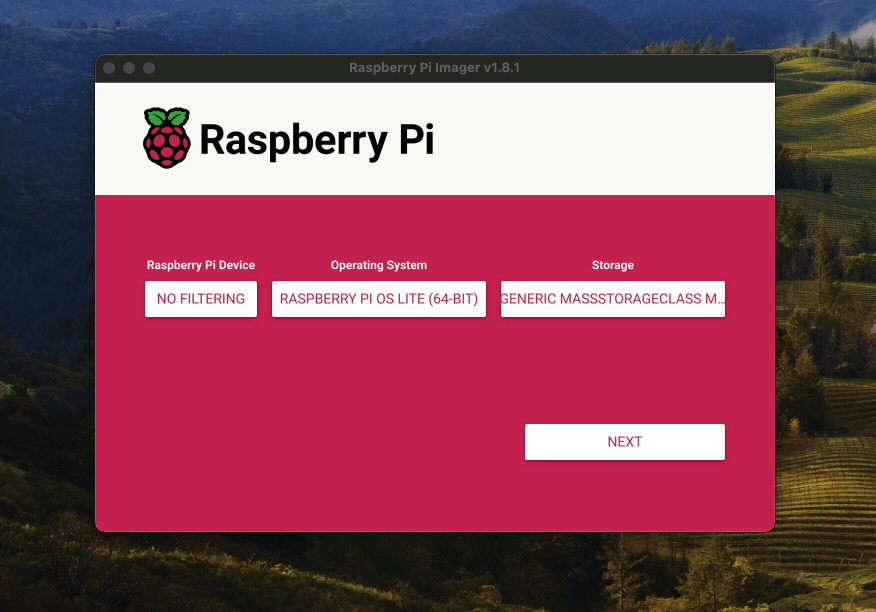 Raspberry Pi Imager v1.8.1
Raspberry Pi
Raspberry Pi Device
Operating System
Storage
NO FILTERING
RASPBERRY PI OS LITE (64-BIT)
GENERIC MASSSTORAGECLASS M...
NEXT